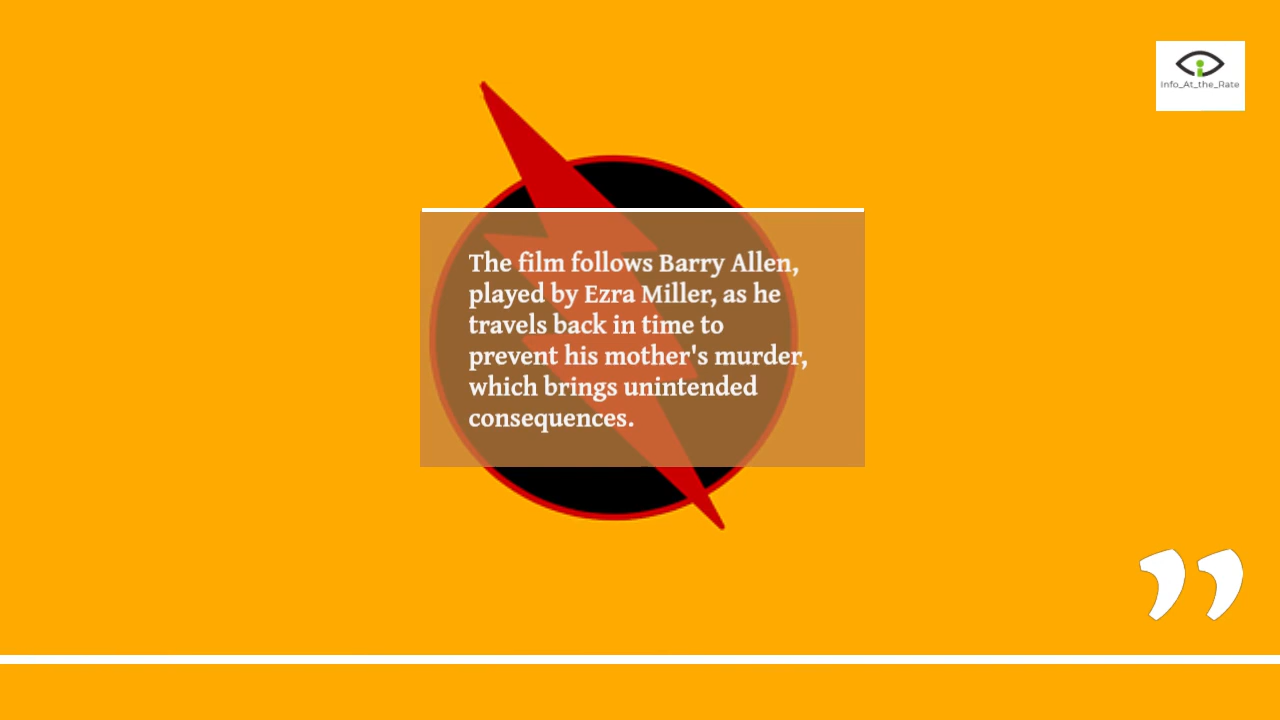 Info_At_the_Rate
The film follows Barry Allen,
played by Ezra Miller, as he
travels back in time to
prevent his mother's murder,
which brings unintended
consequences.
”